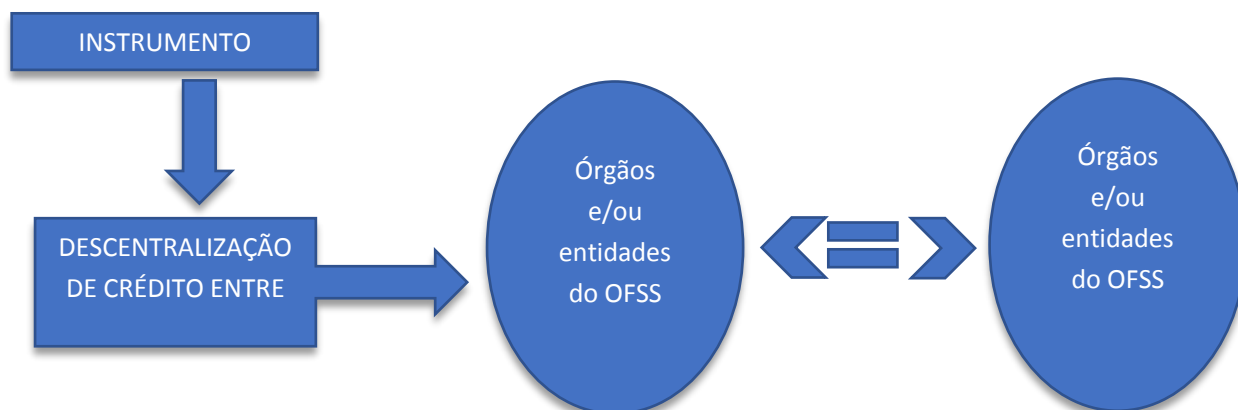 INSTRUMENTO
DESCENTRALIZAÇÃO
DE CRÉDITO ENTRE
Órgãos
e/ou
entidades
do OFSS
Órgãos
e/ou
entidades
do OFSS